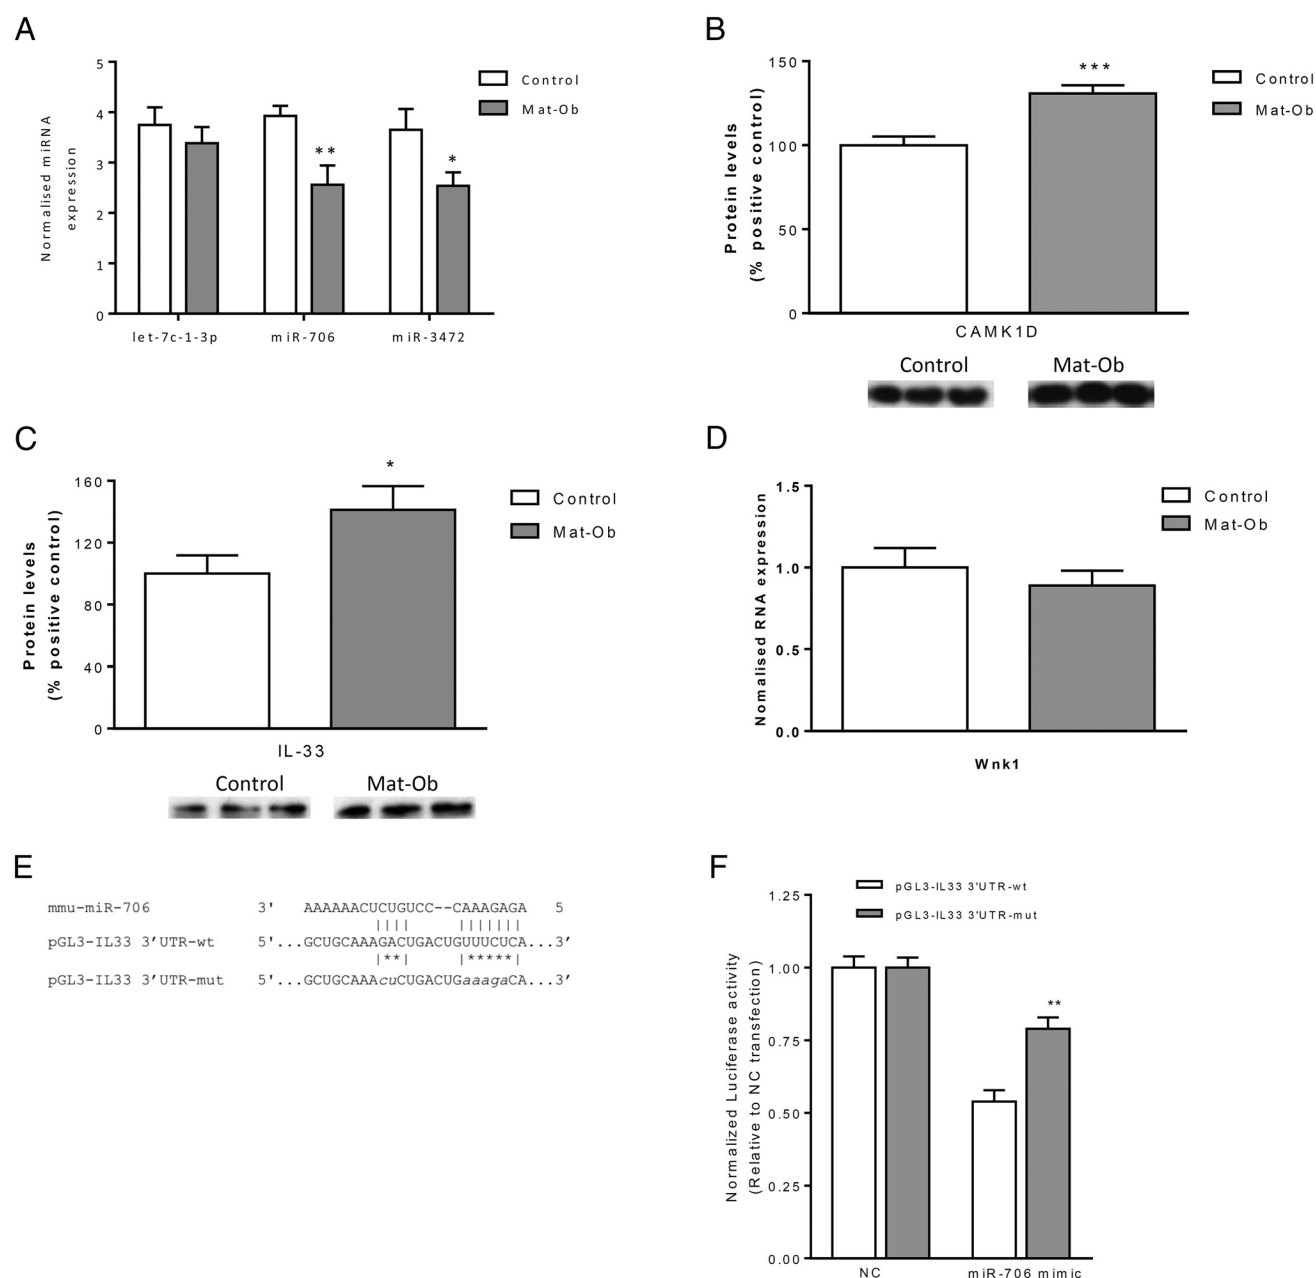 A
5
4
3
2
1
0
Normalised miRNA
expression
**
*
Control
Mat-Ob
let-7c-1-3p miR-706 miR-3472
B
150
100
50
0
Protein levels
(% positive control)
***
Control
Mat-Ob
CAMK1D
Control Mat-Ob
C
160
120
80
40
0
Protein levels
(% positive control)
*
Control
Mat-Ob
IL-33
Control Mat-Ob
D
1.5
1.0
0.5
0.0
Nomalised RNA expression
Control
Mat-Ob
Wnk1
E
mmu-miR-706 3' AAAAAACUCUGUCC--CAAAGAGA 5
|||| |||||||
pGL3-IL33 3’UTR-wt 5'...GCUGCAAAGACUGACUGUUUCUCA...3’
|**| |*****|
pGL3-IL33 3’UTR-mut 5'...GCUGCAAAcuCUGACUGaaagaCA...3’
F
pGL3-IL33 3'UTR-wt
pGL3-IL33 3'UTR-mut
1.25
1.00
0.75
0.50
0.25
0.00
Normalized Luciferase activity
(Relative to NC transfection)
**
NC miR-706 mimic